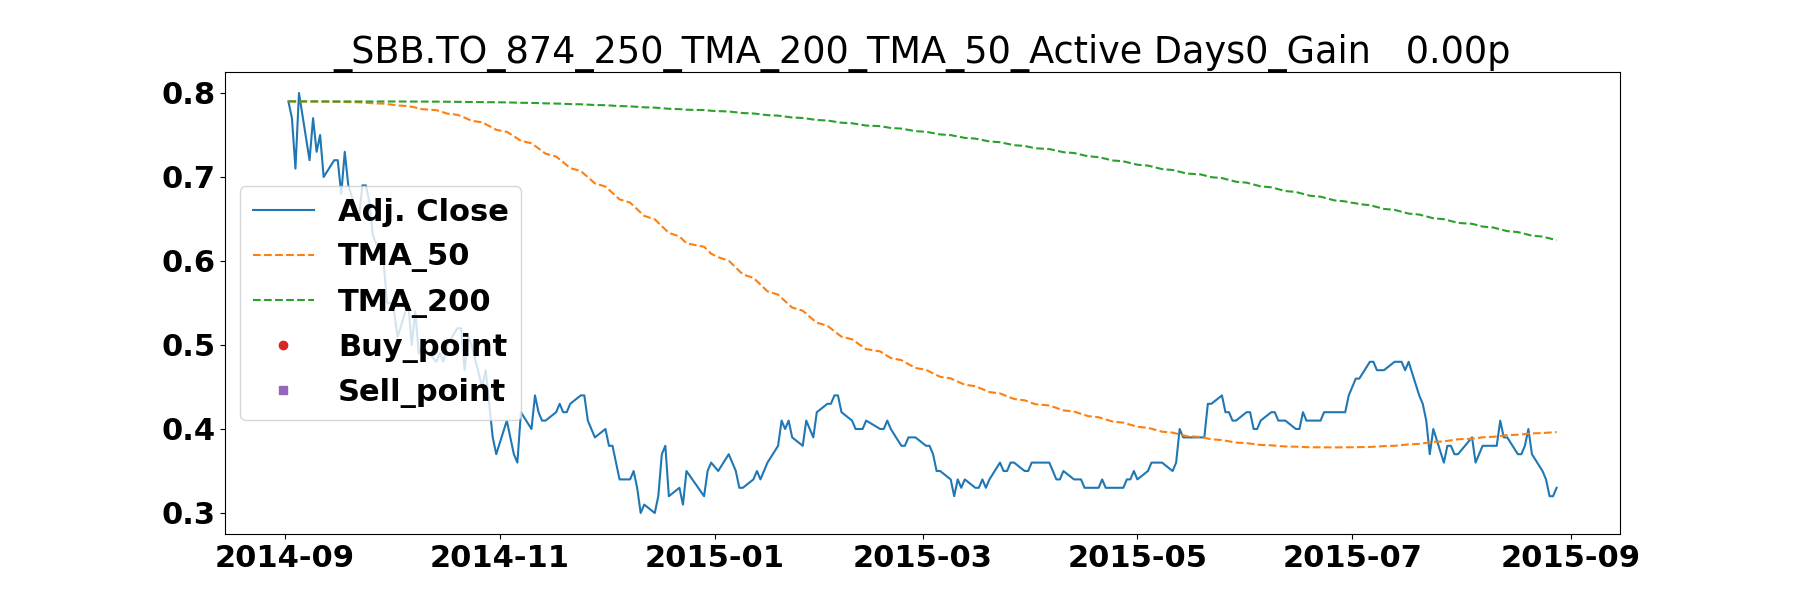 _SBB.TO_874_250_TMA_200_TMA_50_Active Days0_Gain   0.00p
0.8
0.7
0.6
0.5
0.4
0.3
Adj. Close
TMA_50
TMA_200
Buy_point
Sell_point
2014-09 2014-11 2015-01 2015-03 2015-05 2015-07 2015-09